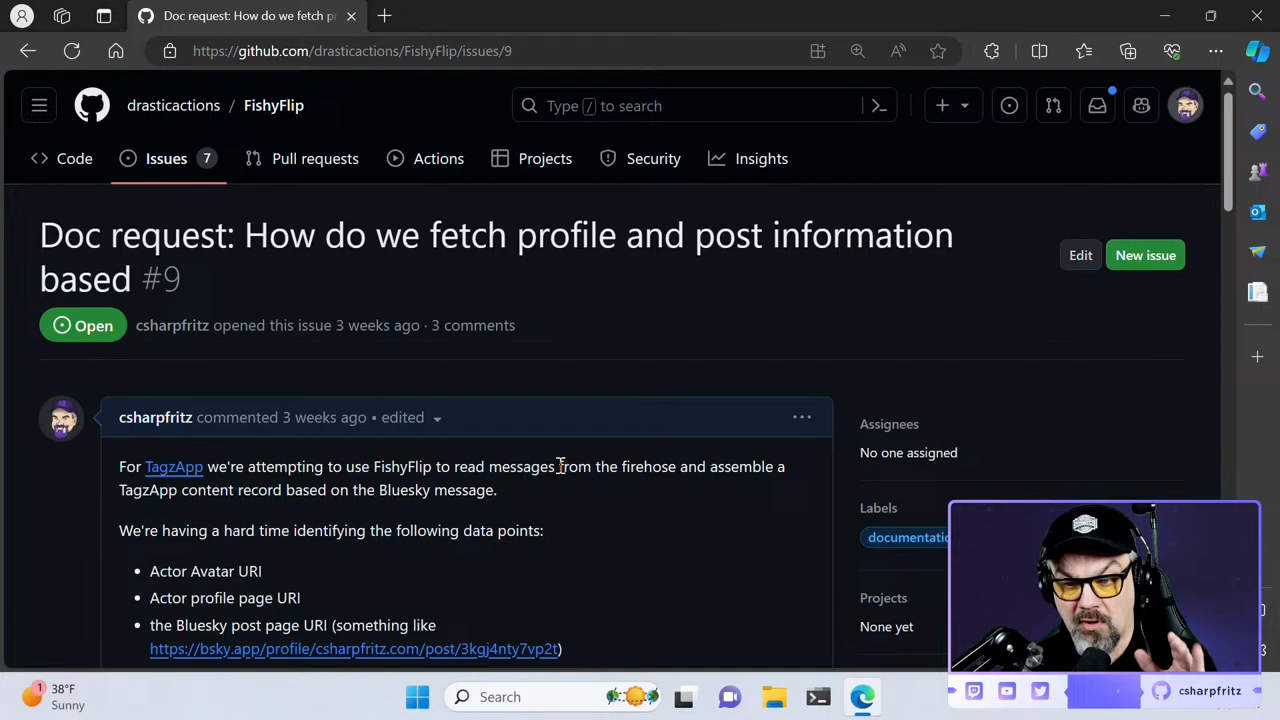 Doc request: How do we fetch pr
https://github.com/drasticactions/FishyFlip/issues/9
drasticactions / FishyFlip
Type / to search
Code
Issues 7
Pull requests
Actions
Projects
Security
Insights
Doc request: How do we fetch profile and post information
based #9
Edit
New issue
Open
csharpfritz opened this issue 3 weeks ago · 3 comments
csharpfritz commented 3 weeks ago • edited
For TagzApp we're attempting to use FishyFlip to read messages from the firehose and assemble a
TagzApp content record based on the Bluesky message.
We're having a hard time identifying the following data points:
• Actor Avatar URI
• Actor profile page URI
• the Bluesky post page URI (something like
https://bsky.app/profile/csharpfritz.com/post/3kgj4nty7vp2t)
Assignees
No one assigned
Labels
documentatio
Projects
None yet
1
38°F
Sunny
Search
csharpfritz